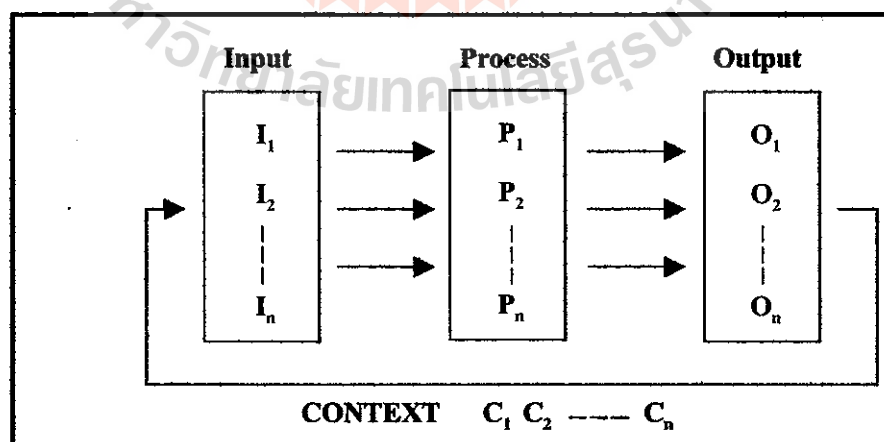 Input Process Output
I₁ P₁ O₁
I₂ P₂ O₂
Iₙ Pₙ Oₙ
CONTEXT C₁ C₂ ---- Cₙ